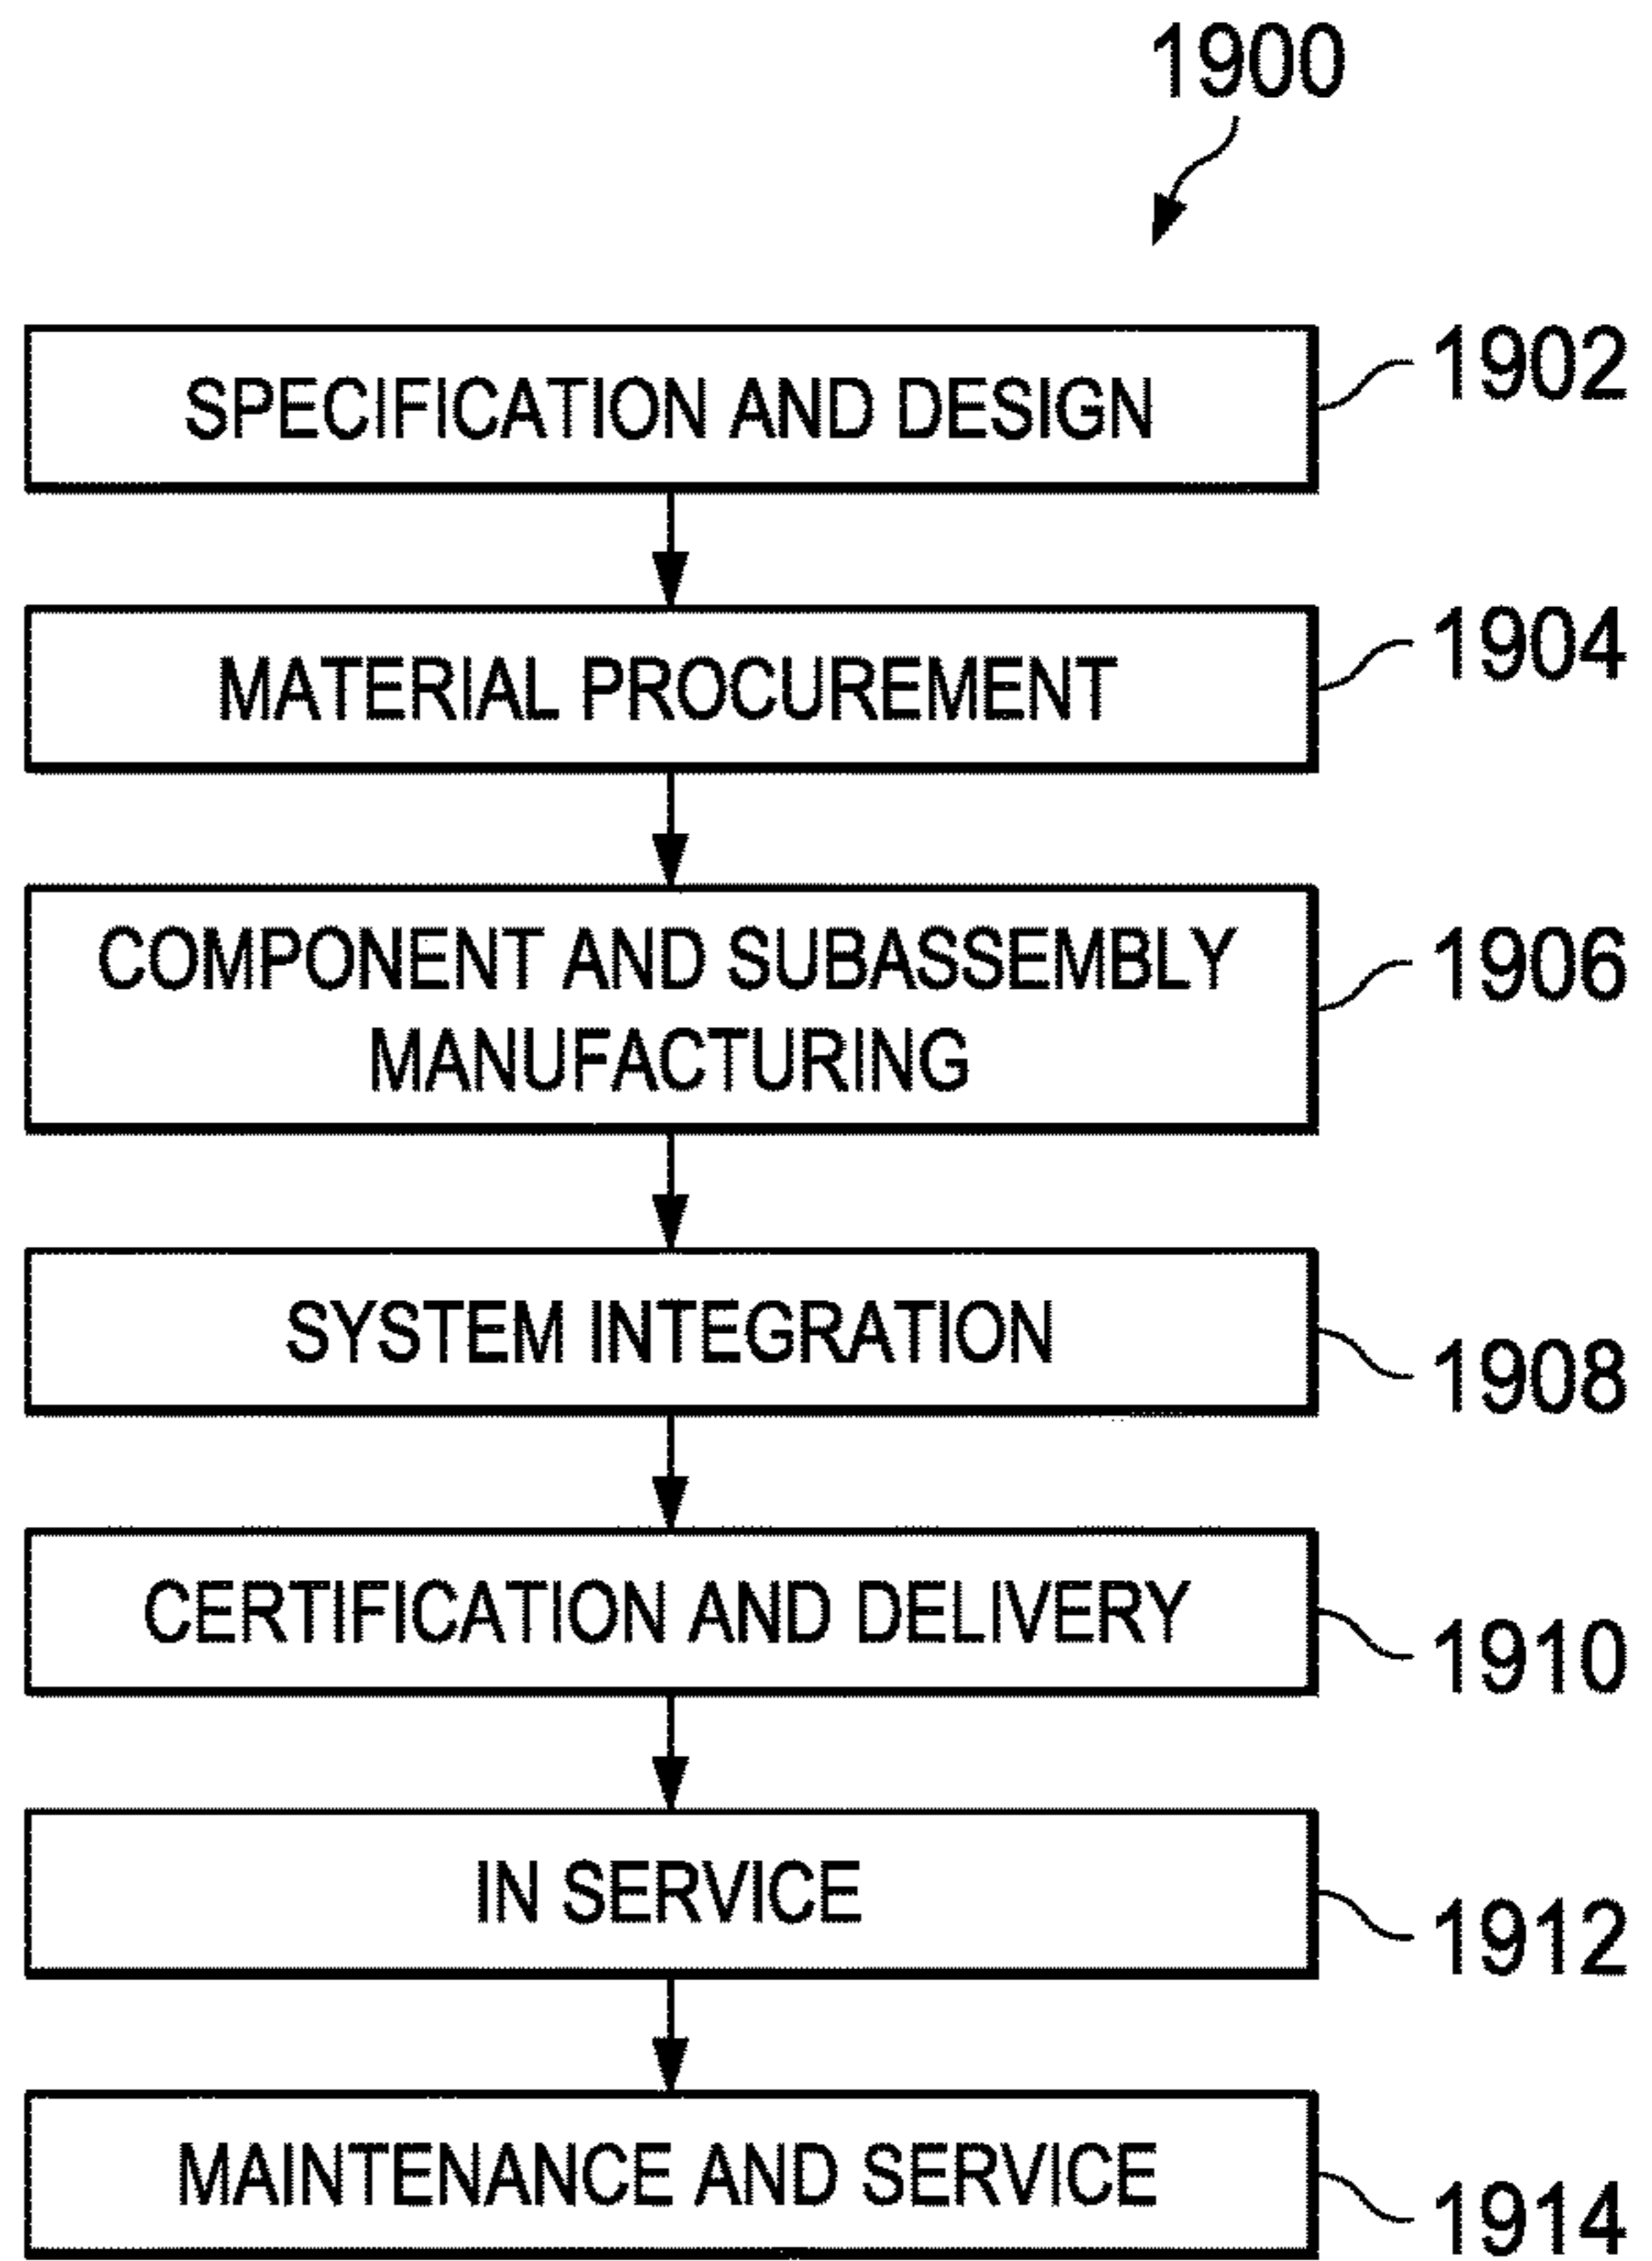 1900
SPECIFICATION AND DESIGN
1902
MATERIAL PROCUREMENT
1904
COMPONENT AND SUBASSEMBLY
MANUFACTURING
1906
SYSTEM INTEGRATION
1908
CERTIFICATION AND DELIVERY
1910
IN SERVICE
1912
MAINTENANCE AND SERVICE
1914